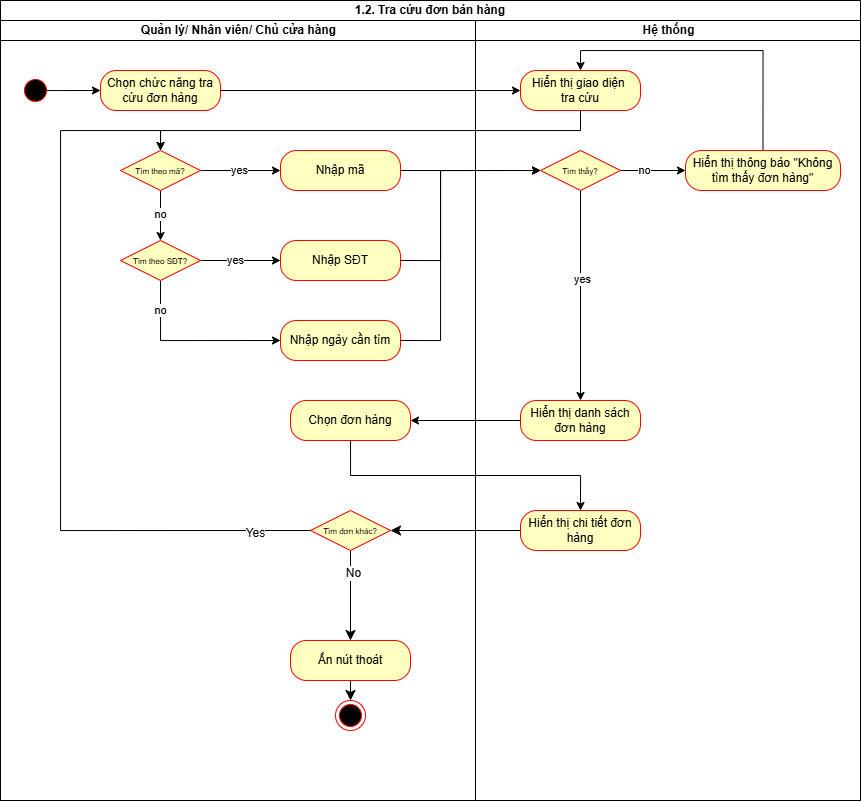 1.2. Tra cứu đơn bán hàng
Quản lý/ Nhân viên/ Chủ cửa hàng
Hệ thống
Chọn chức năng tra
cứu đơn hàng
Hiển thị giao diện
tra cứu
Tìm theo mã?
yes
Nhập mã
Tìm thấy?
no
Hiển thị thông báo "Không
tìm thấy đơn hàng"
no
Tìm theo SĐT?
yes
Nhập SĐT
yes
no
Nhập ngày cần tìm
Chọn đơn hàng
Hiển thị danh sách
đơn hàng
Yes
Tìm đơn khác?
Hiển thị chi tiết đơn
hàng
No
Ấn nút thoát